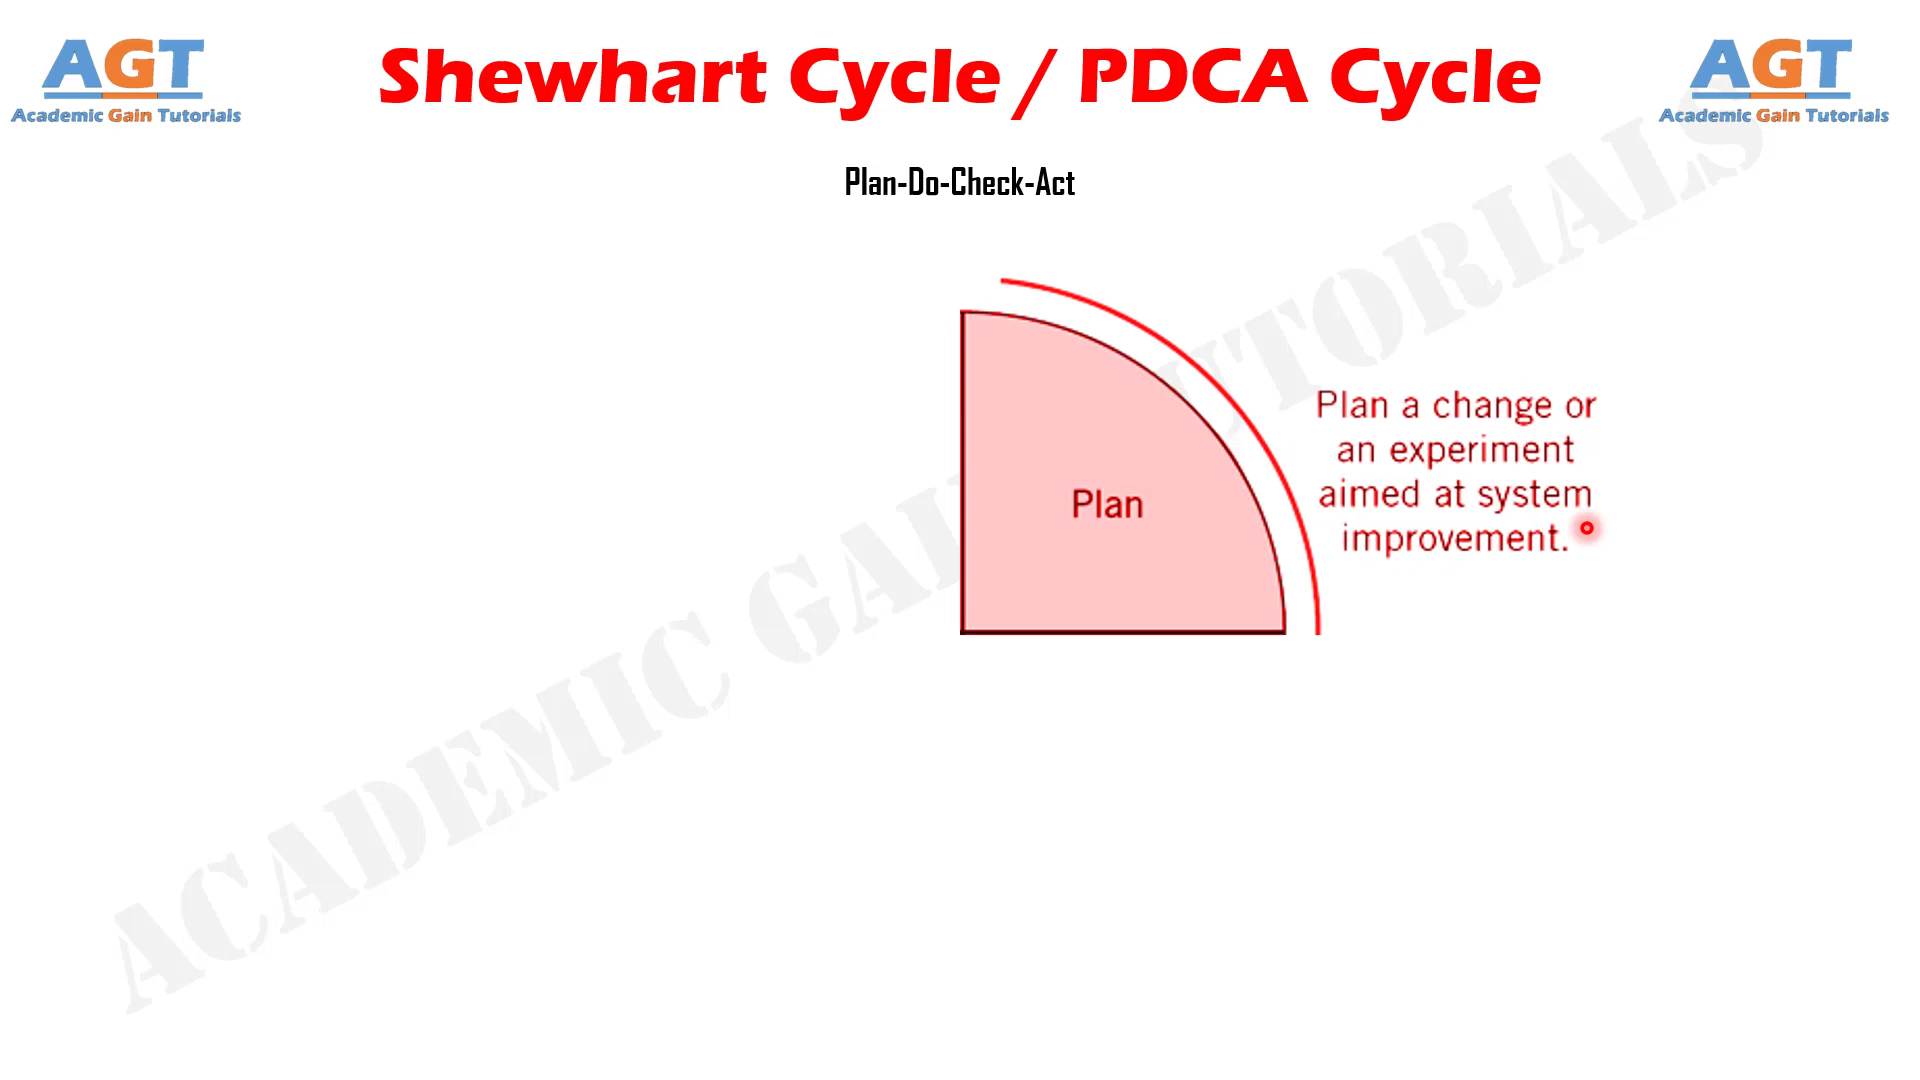 AGT
Academic Gain Tutorials
Shewhart Cycle / PDCA Cycle
AGT
Academic Gain Tutorials
Plan-Do-Check-Act
Plan
Plan a change or
an experiment
aimed at system
improvement.
ACADEMIC GAIN TUTORIALS